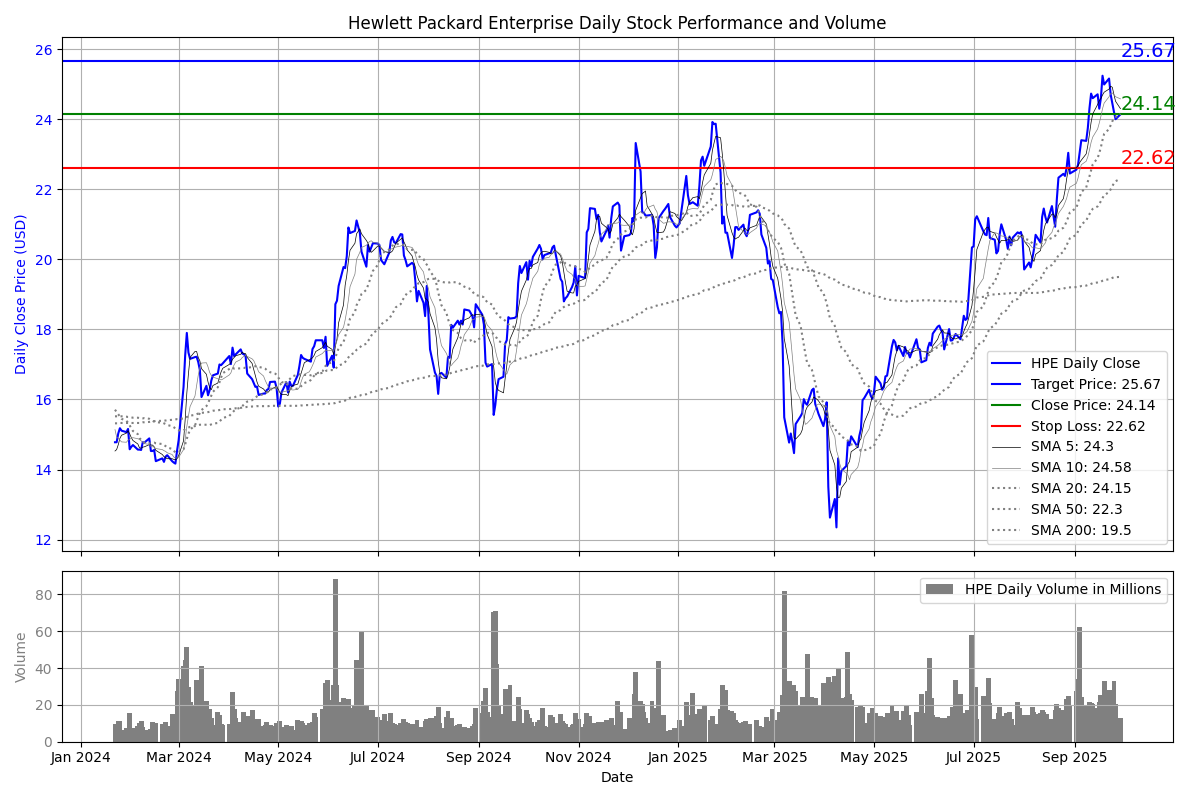 Hewlett Packard Enterprise Daily Stock Performance and Volume
Daily Close Price (USD)
26
24
22
20
18
16
14
12
25.67
24.14
22.62
HPE Daily Close
Target Price: 25.67
Close Price: 24.14
Stop Loss: 22.62
SMA 5: 24.3
SMA 10: 24.58
SMA 20: 24.15
SMA 50: 22.3
SMA 200: 19.5
Volume
80
60
40
20
0
HPE Daily Volume in Millions
Jan 2024 Mar 2024 May 2024 Jul 2024 Sep 2024 Nov 2024 Jan 2025 Mar 2025 May 2025 Jul 2025 Sep 2025
Date